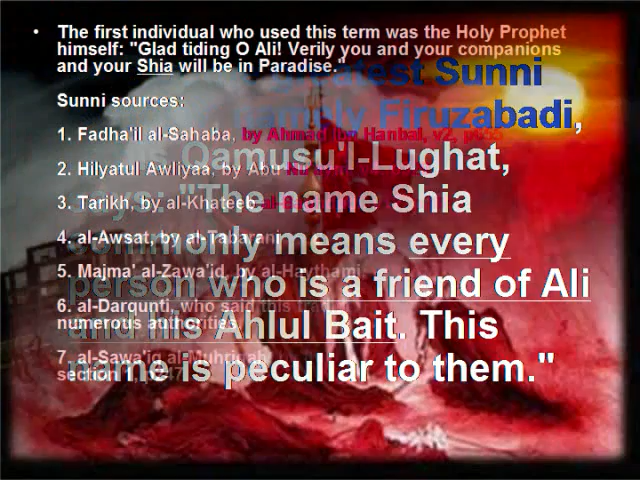 • The first individual who used this term was the Holy Prophet
himself: "Glad tiding O Ali! Verily you and your companions
and your Shia will be in Paradise."
Sunni sources:
1. Fadha'il al-Sahaba, by Ahmad Ibn Hanbal, v2, p655
2. Hilyatul Awliyaa, by Abu
3. Tarikh, by al-Khateeb
4. al-Awsat, by al-Tabarani
5. Majma' al-Zawa'id, by al-Haythami
6. al-Darqunti, who said this
numerous authorities
7. al-Sawa'iq al-Muhriqah
section 1,
greatest Sunni
namely Firuzabadi,
Qamusu'l-Lughat,
says: "The name Shia
commonly means every
person who is a friend of Ali
and his Ahlul Bait. This
name is peculiar to them."